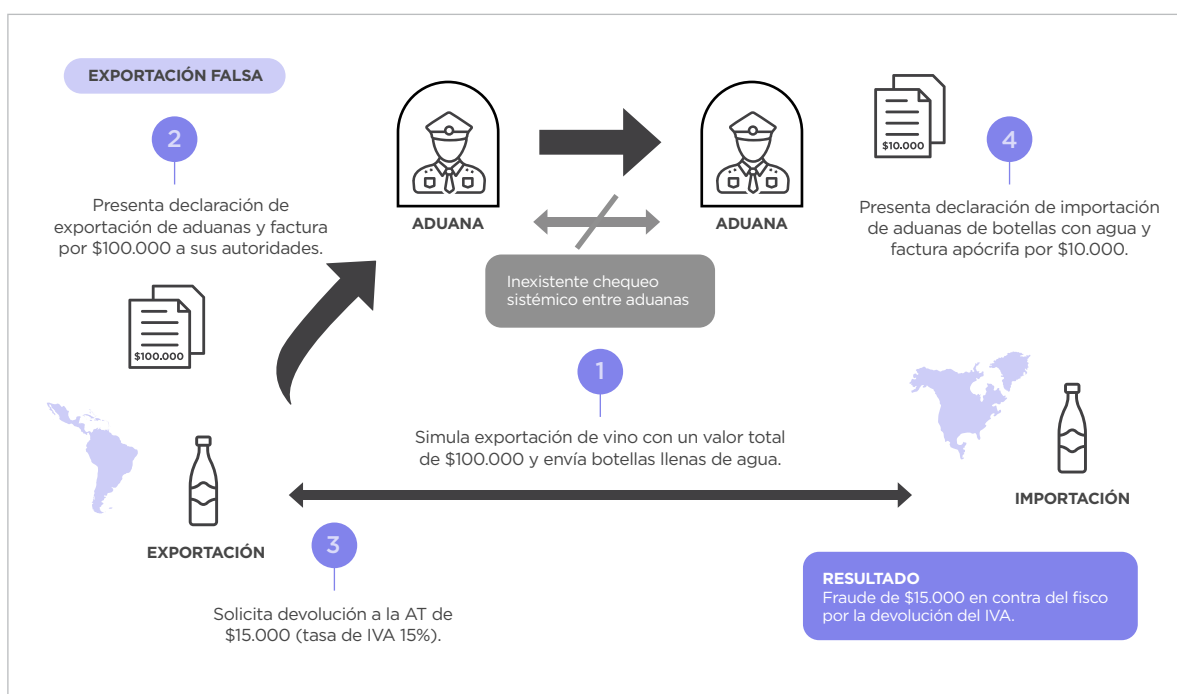 EXPORTACIÓN FALSA
2
Presenta declaración de
exportación de aduanas y factura
por $100.000 a sus autoridades.
$100.000
ADUANA
ADUANA
Inexistente chequeo
sistémico entre aduanas
$10.000
4
Presenta declaración de importación
de aduanas de botellas con agua y
factura apócrifa por $10.000.
1
Simula exportación de vino con un valor total
de $100.000 y envía botellas llenas de agua.
EXPORTACIÓN
IMPORTACIÓN
3
Solicita devolución a la AT de
$15.000 (tasa de IVA 15%).
RESULTADO
Fraude de $15.000 en contra del fisco
por la devolución del IVA.